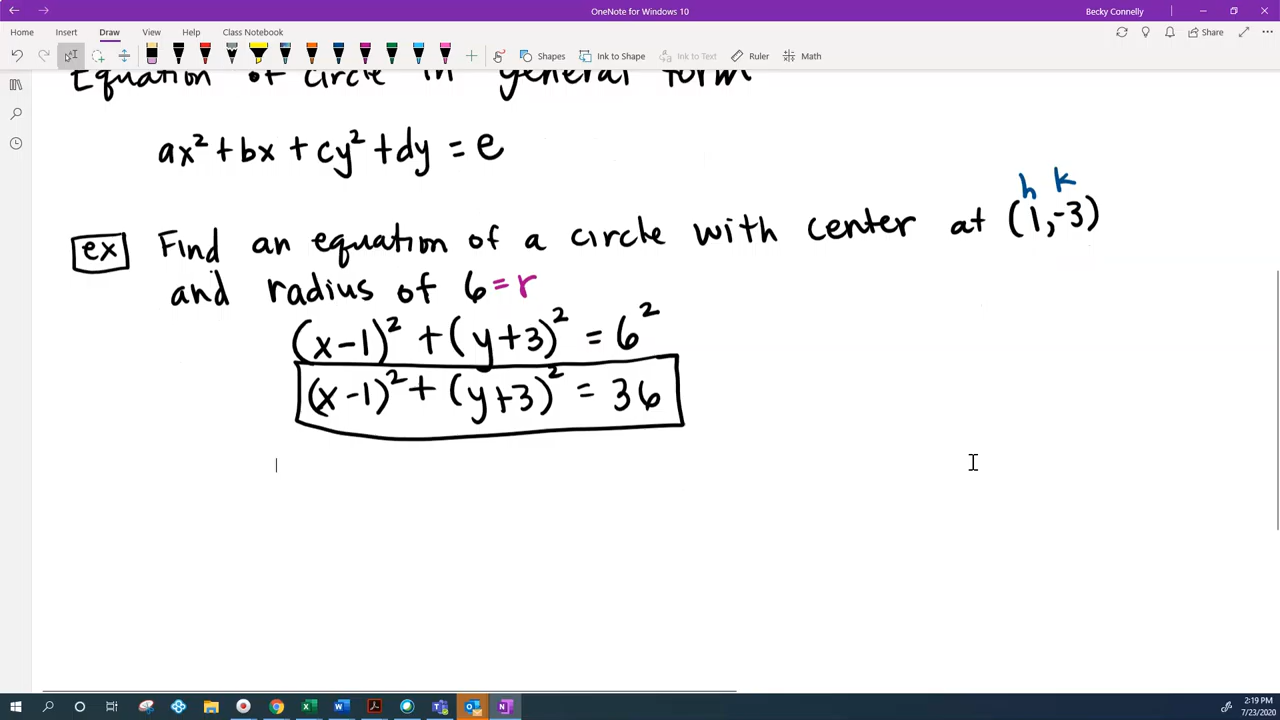 OneNote for Windows 10
Becky Connelly
Home Insert Draw View Help Class Notebook
Share
Shapes Ink to Shape Ink to Text Ruler Math
Equation of circle in general form
ax² + bx + cy² + dy = e
h k
ex Find an equation of a circle with center at (1,-3)
and radius of 6 = r
(x-1)² + (y+3)² = 6²
(x-1)² + (y+3)² = 36
2:19 PM
7/23/2020